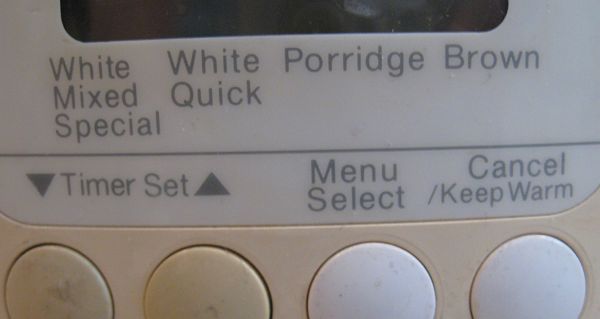 White White Porridge Brown
Mixed Quick
Special
▼ Timer Set ▲ Menu Select Cancel /Keep Warm